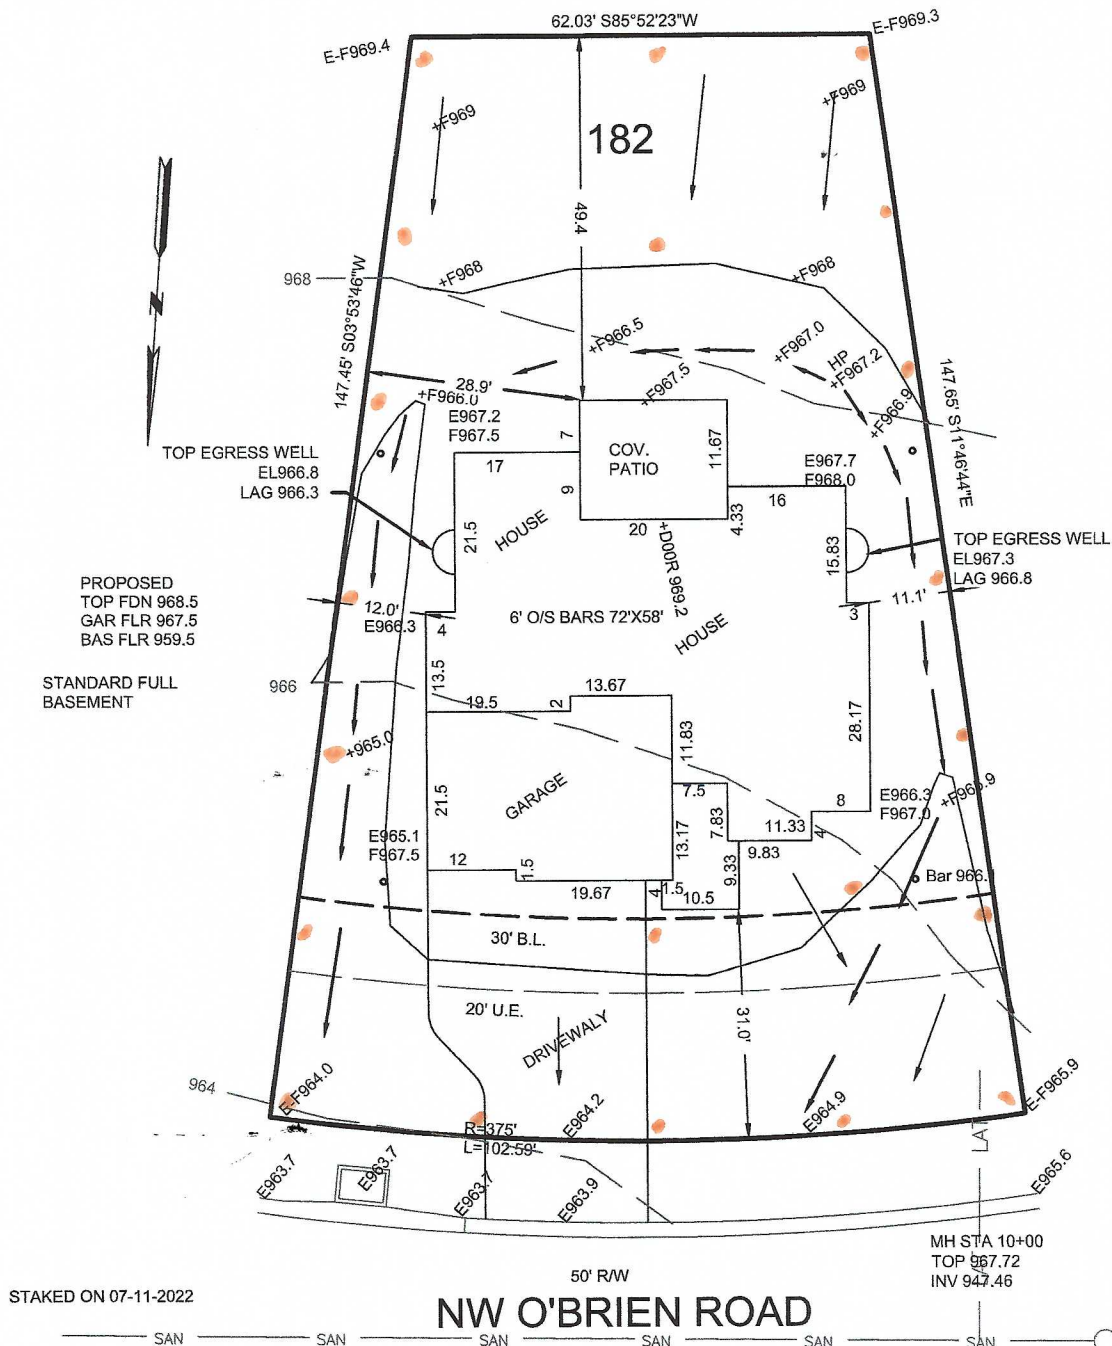 62.03' S85°52'23"W
E-F969.4
E-F969.3
+F969
+F969
182
49.4
968
+F968
+F968
N
147.45' S03°53'46"W
+F966.5
+F967.0
HP
+F967.2
+F967.5
147.65' S11°46'44"E
28.9'
+F966.0
+F966.9
E967.2
F967.5
TOP EGRESS WELL
EL966.8
LAG 966.3
17
7
COV.
PATIO
11.67
E967.7
F968.0
9
16
21.5
HOUSE
20
4.33
+D00R 969.2
15.83
TOP EGRESS WELL
EL967.3
LAG 966.8
PROPOSED
TOP FDN 968.5
GAR FLR 967.5
BAS FLR 959.5
12.0'
E966.3
4
6' O/S BARS 72'X58'
HOUSE
3
11.1'
STANDARD FULL
BASEMENT
966
13.5
19.5
2
13.67
11.83
28.17
+965.0
21.5
GARAGE
7.5
8
E966.3
F967.0
+F965.9
E965.1
F967.5
13.17
7.83
11.33
4
12
1.5
9.83
9.33
Bar 966.
19.67
4
1.5
10.5
30' B.L.
20' U.E.
DRIVEWALY
31.0'
964
E-F964.0
E964.2
E964.9
E-F965.9
R=375'
L=102.59'
LAT
E963.7
E963.7
E963.7
E963.9
E965.6
MH STA 10+00
TOP 967.72
INV 947.46
50' R/W
STAKED ON 07-11-2022
NW O'BRIEN ROAD
SAN SAN SAN SAN SAN SAN